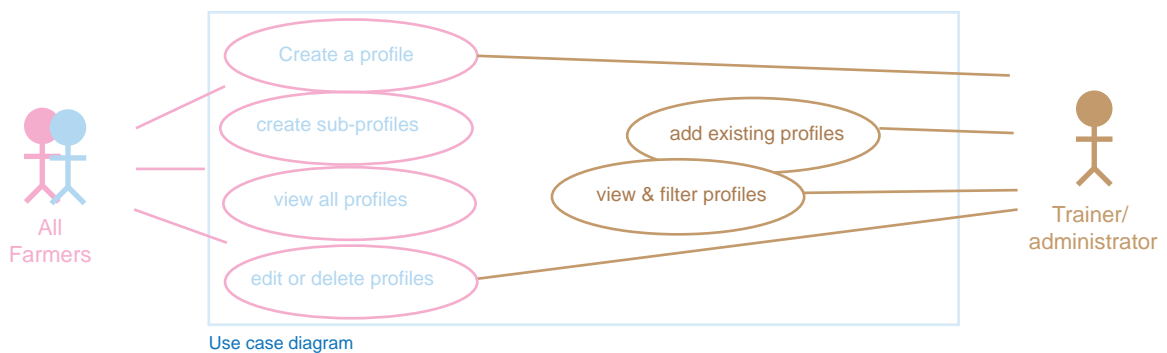 Create a profile
create sub-profiles
add existing profiles
view all profiles
view & filter profiles
All
Farmers
Trainer/
administrator
edit or delete profiles
Use case diagram